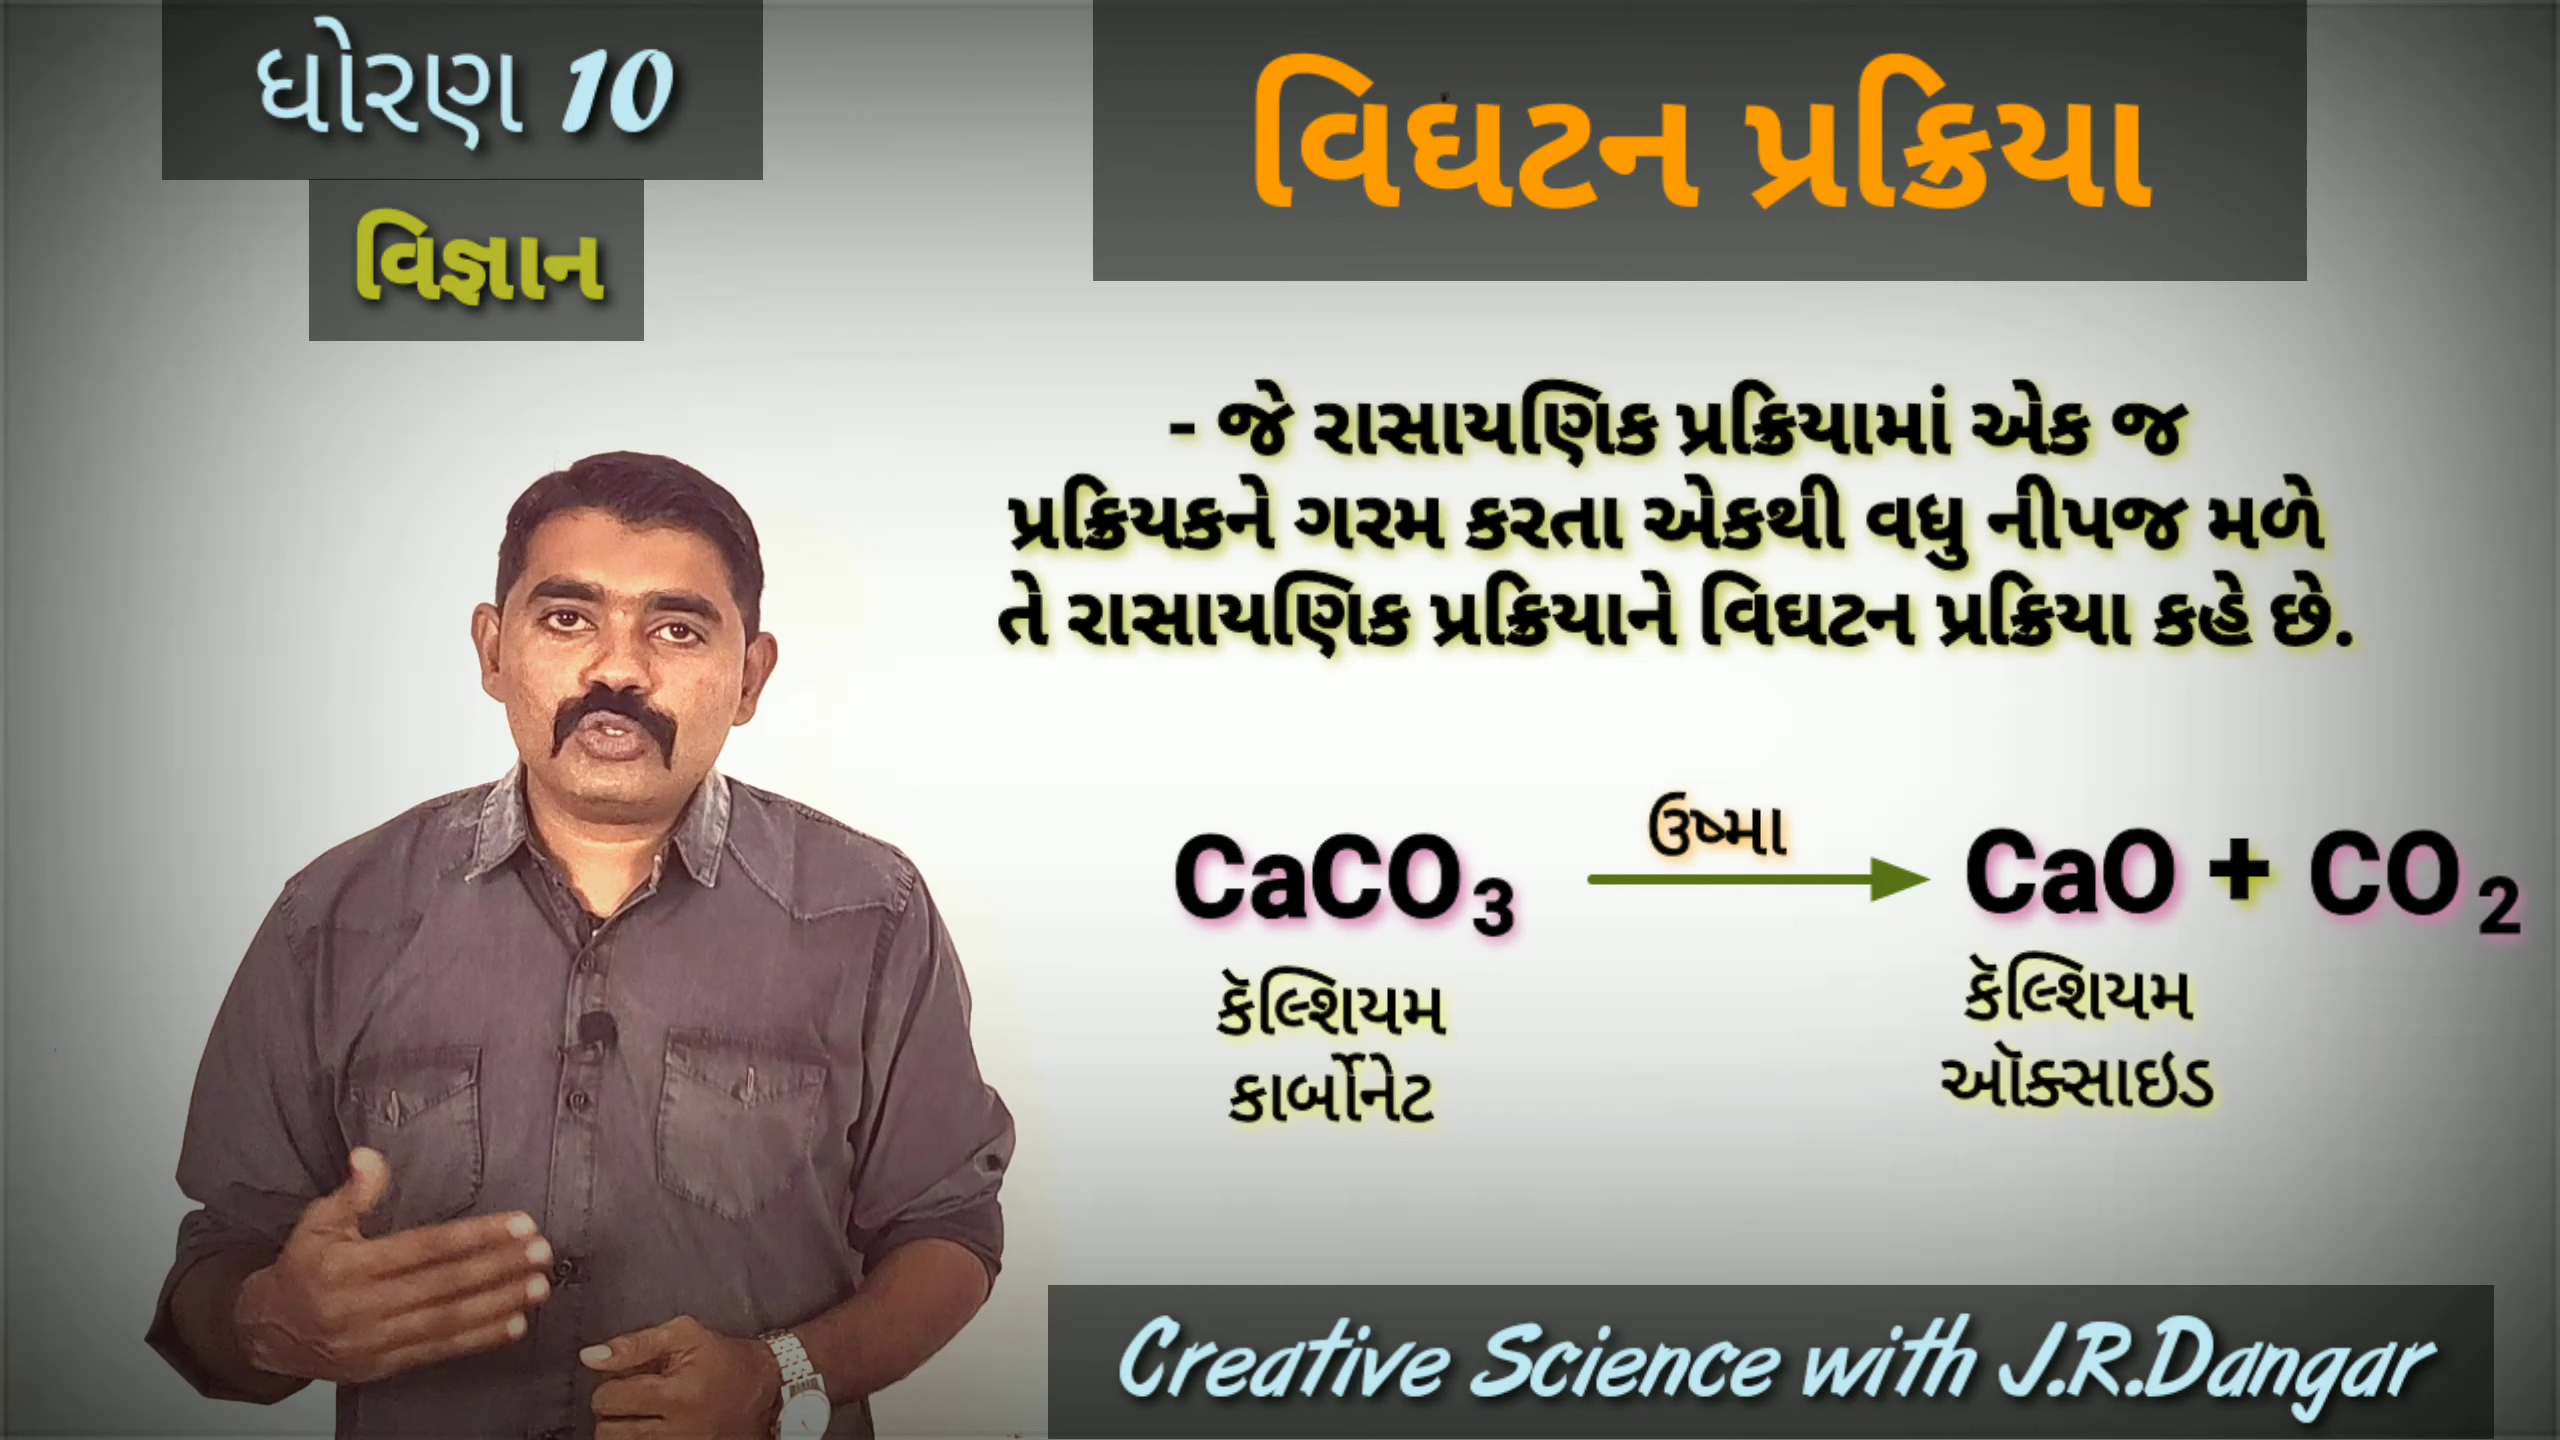 ધોરણ 10
વિજ્ઞાન
વિઘટન પ્રક્રિયા
- જે રાસાયણિક પ્રક્રિયામાં એક જ
પ્રક્રિયકને ગરમ કરતા એકથી વધુ નીપજ મળે
તે રાસાયણિક પ્રક્રિયાને વિઘટન પ્રક્રિયા કહે છે.
ઉષ્મા
CaCO₃ → CaO + CO₂
કૅલ્શિયમ કૅલ્શિયમ
કાર્બોનેટ ઑક્સાઇડ
Creative Science with J.R.Dangar